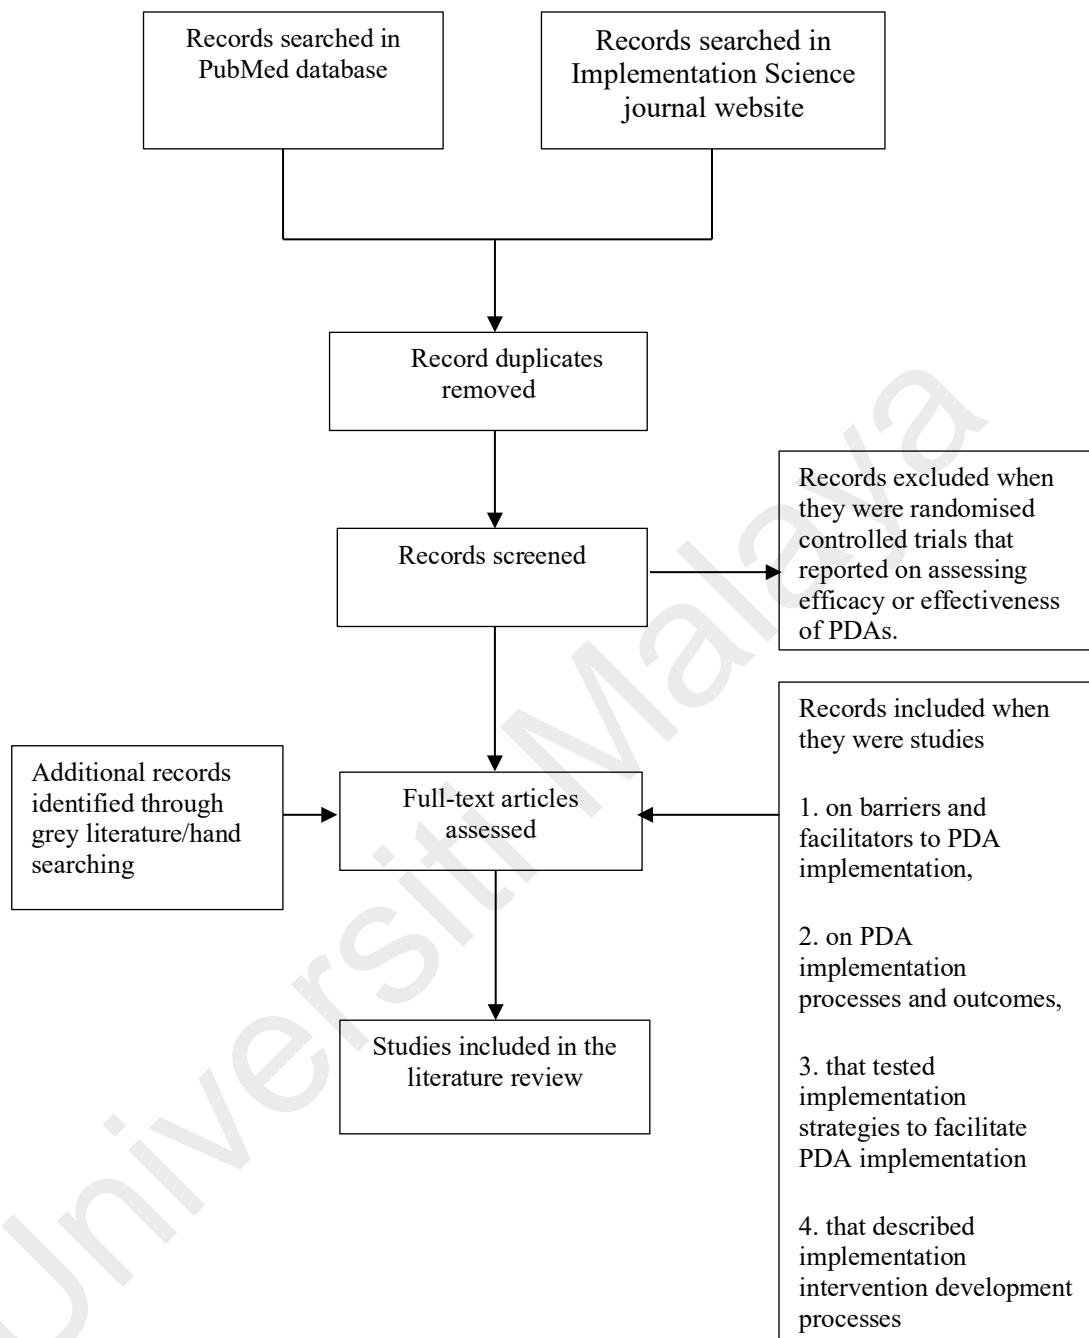 Records searched in
PubMed database
Records searched in
Implementation Science
journal website
Record duplicates
removed
Records screened
Records excluded when
they were randomised
controlled trials that
reported on assessing
efficacy or effectiveness
of PDAs.
Additional records
identified through
grey literature/hand
searching
Full-text articles
assessed
Records included when
they were studies
1. on barriers and
facilitators to PDA
implementation,
2. on PDA
implementation
processes and outcomes,
3. that tested
implementation
strategies to facilitate
PDA implementation
4. that described
implementation
intervention development
processes
Studies included in the
literature review
Universiti Malaya